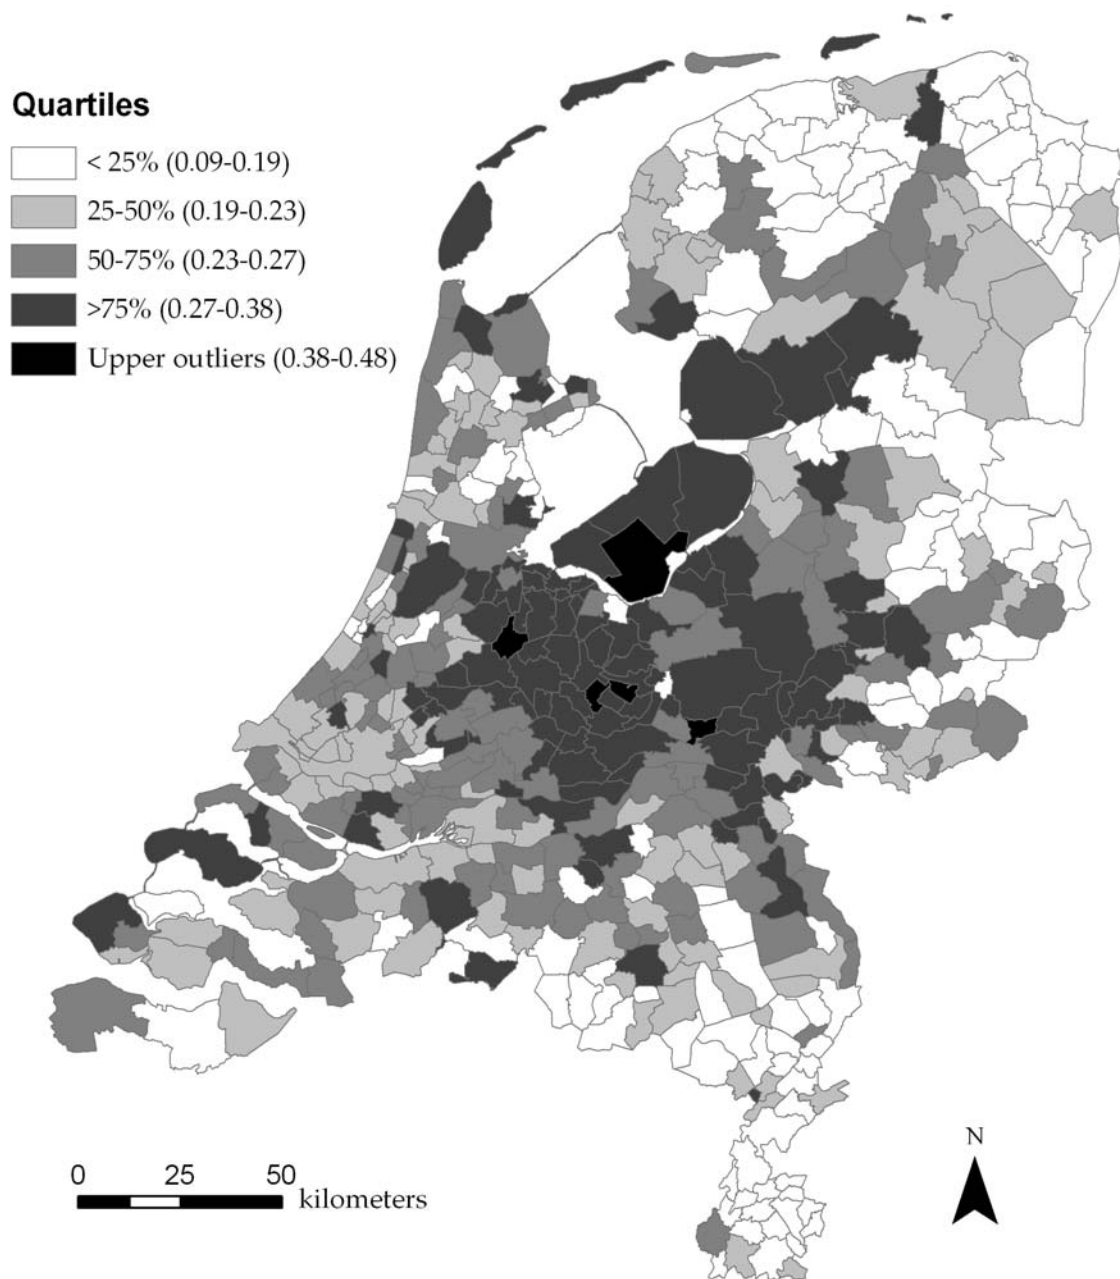 Quartiles
< 25% (0.09-0.19)
25-50% (0.19-0.23)
50-75% (0.23-0.27)
>75% (0.27-0.38)
Upper outliers (0.38-0.48)
N
0 25 50
kilometers